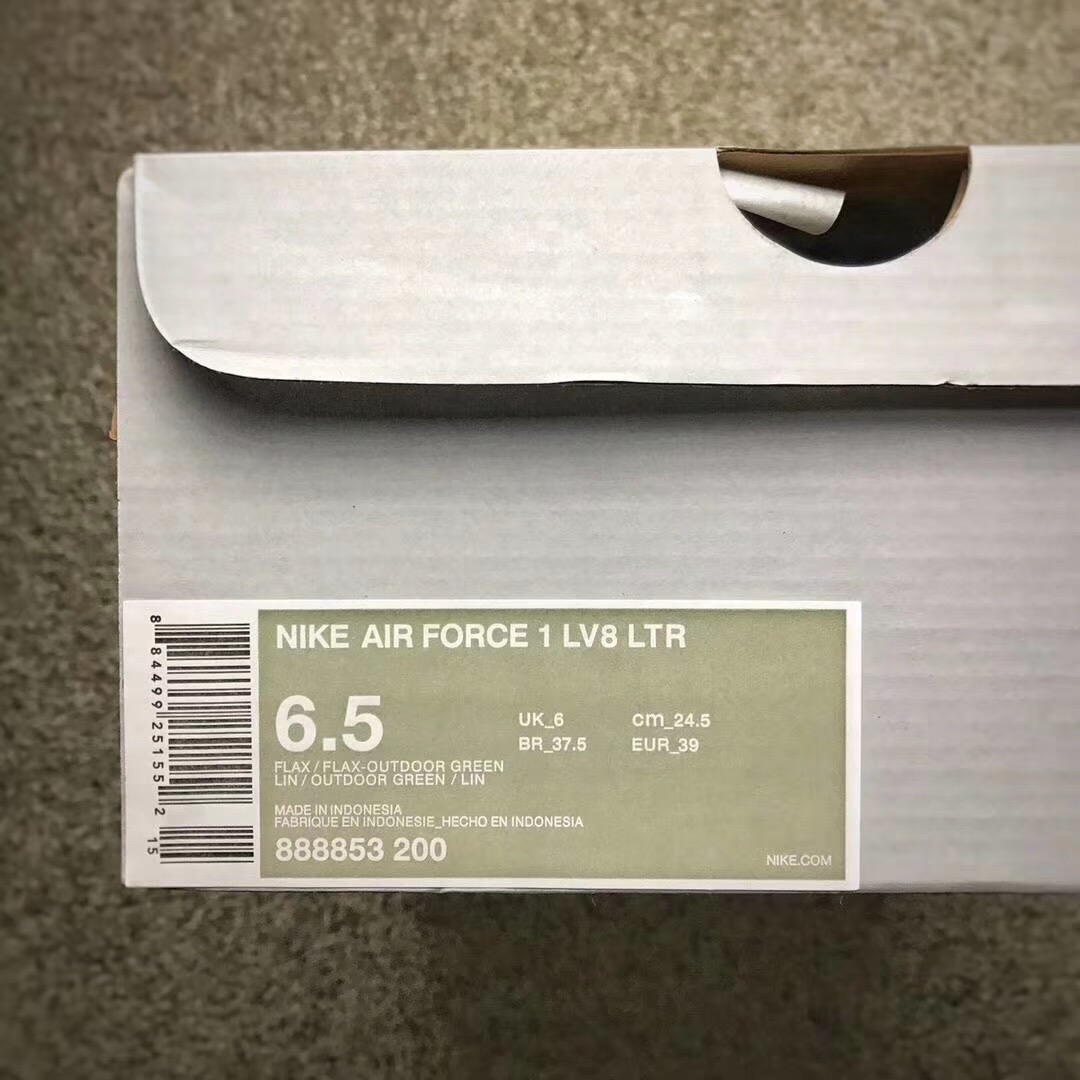 NIKE AIR FORCE 1 LV8 LTR
6.5
UK_6 cm_24.5
BR_37.5 EUR_39
FLAX / FLAX-OUTDOOR GREEN
LIN / OUTDOOR GREEN / LIN
MADE IN INDONESIA
FABRIQUE EN INDONESIE_HECHO EN INDONESIA
888853 200
NIKE.COM
8 84499 25155 2 15